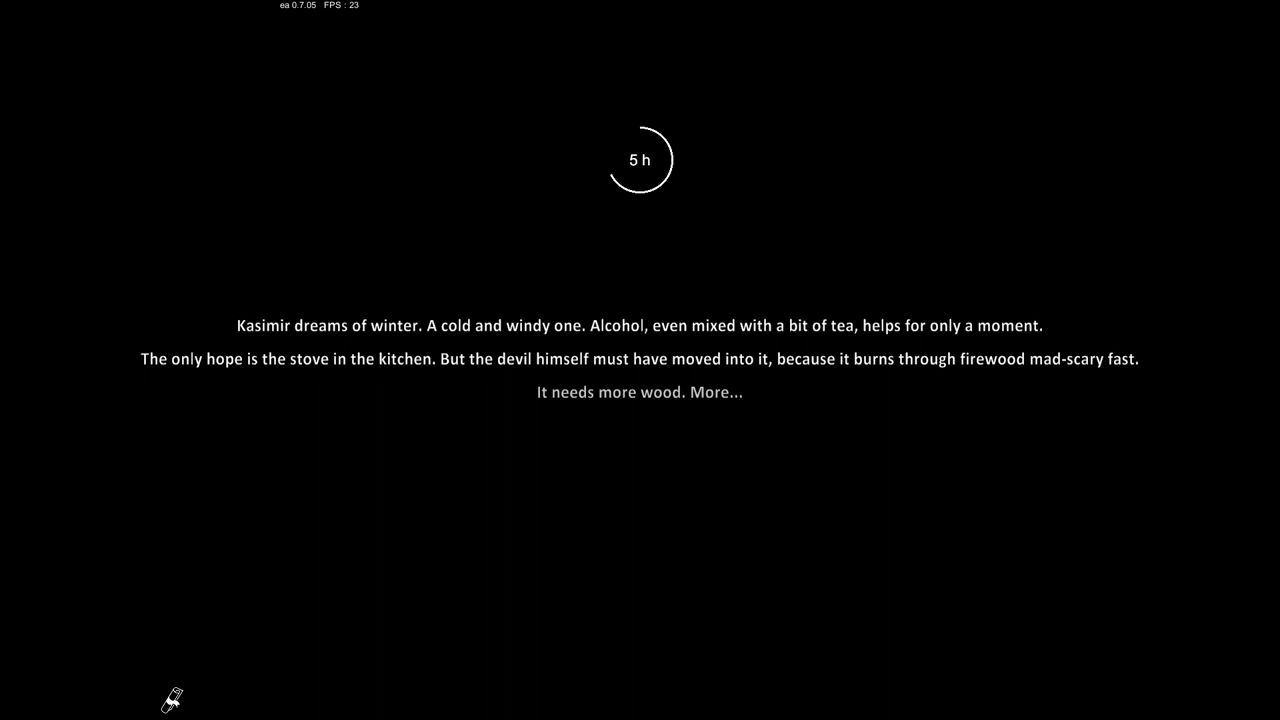 ea 0.7.05 FPS : 23
5 h
Kasimir dreams of winter. A cold and windy one. Alcohol, even mixed with a bit of tea, helps for only a moment.
The only hope is the stove in the kitchen. But the devil himself must have moved into it, because it burns through firewood mad-scary fast.
It needs more wood. More...